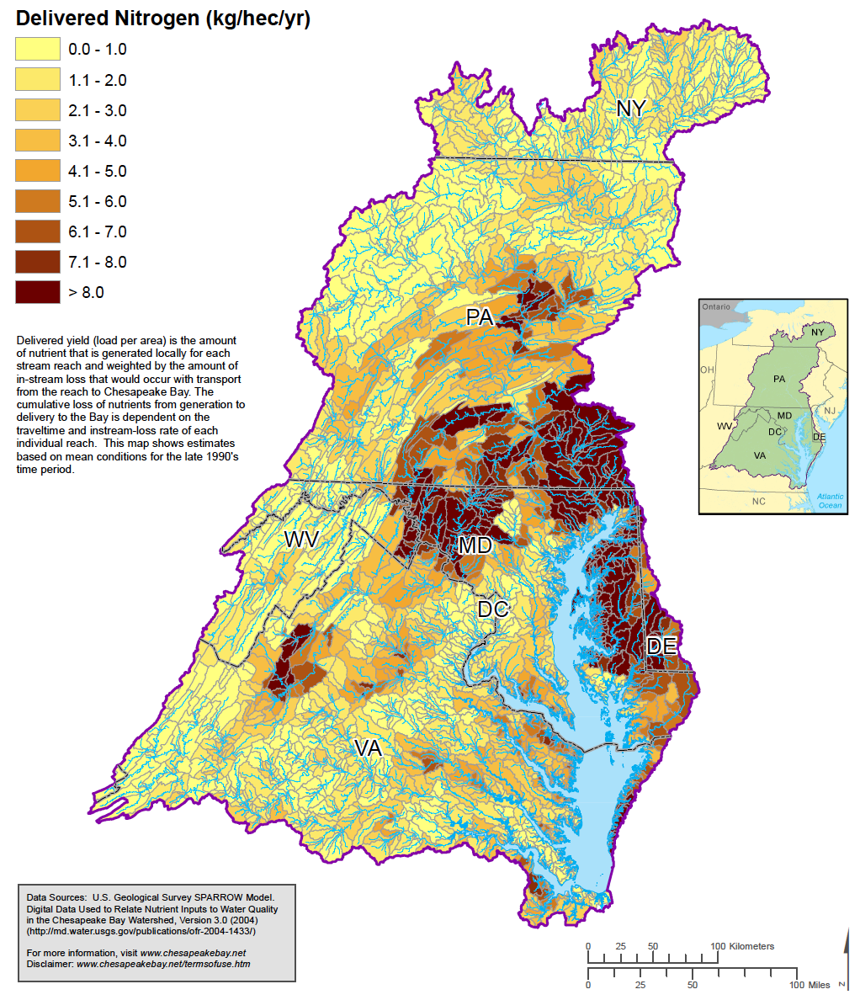 Delivered Nitrogen (kg/hec/yr)
0.0 - 1.0
1.1 - 2.0
2.1 - 3.0
3.1 - 4.0
4.1 - 5.0
5.1 - 6.0
6.1 - 7.0
7.1 - 8.0
> 8.0
Delivered yield (load per area) is the amount
of nutrient that is generated locally for each
stream reach and weighted by the amount of
in-stream loss that would occur with transport
from the reach to Chesapeake Bay. The
cumulative loss of nutrients from generation to
delivery to the Bay is dependent on the
traveltime and instream-loss rate of each
individual reach. This map shows estimates
based on mean conditions for the late 1990's
time period.
NY
PA
WV
MD
DC
DE
VA
Ontario
NY
OH
PA
NJ
MD
WV
DC
DE
VA
NC
Atlantic
Ocean
Data Sources: U.S. Geological Survey SPARROW Model.
Digital Data Used to Relate Nutrient Inputs to Water Quality
in the Chesapeake Bay Watershed, Version 3.0 (2004)
(http://md.water.usgs.gov/publications/ofr-2004-1433/)
For more information, visit www.chesapeakebay.net
Disclaimer: www.chesapeakebay.net/termsofuse.htm
0 25 50 100 Kilometers
0 25 50 100 Miles
N